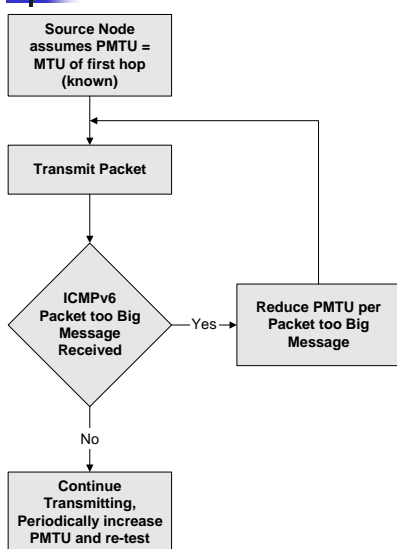 Source Node
assumes PMTU =
MTU of first hop
(known)
Transmit Packet
ICMPv6
Packet too Big
Message
Received
Yes
Reduce PMTU per
Packet too Big
Message
No
Continue
Transmitting,
Periodically increase
PMTU and re-test